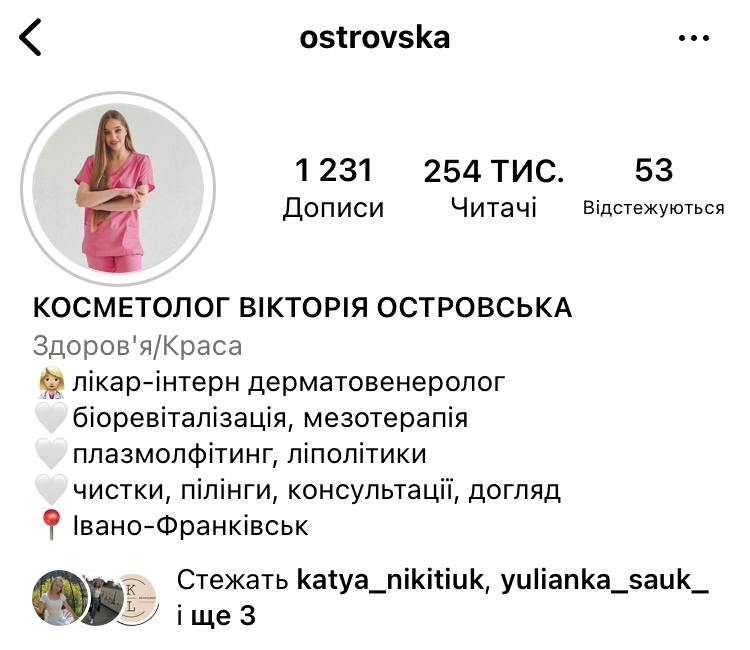 ostrovska
1 231
254 ТИС.
53
Дописи
Читачі
Відстежуються
КОСМЕТОЛОГ ВІКТОРІЯ ОСТРОВСЬКА
Здоров'я/Краса
лікар-інтерн дерматовенеролог
біоревіталізація, мезотерапія
плазмолфітинг, ліполітики
чистки, пілінги, консультації, догляд
Івано-Франківськ
K
L
Стежать katya_nikitiuk, yulianka_sauk_
і ще 3